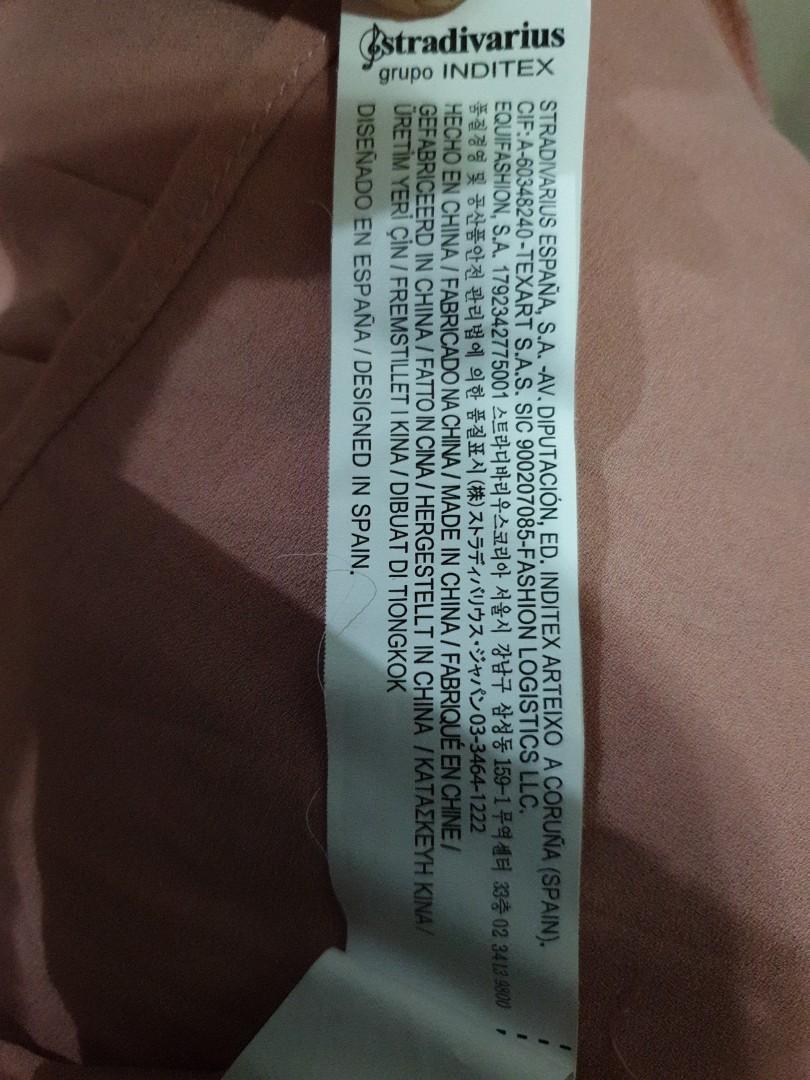 stradivarius
grupo INDITEX
STRADIVARIUS ESPAÑA, S.A. -AV. DIPUTACIÓN, ED. INDITEX ARTEIXO A CORUÑA (SPAIN).
CIF: A-60348240 -TEXART S.A.S. SIC 900207085-FASHION LOGISTICS LLC.
EQUIFASHION, S.A. 1792342775001 스트라디바리우스코리아 서울시 강남구 삼성동 159-1 무역센터 33층 02 3413 9800
품질경영 및 공산품안전 관리법에 의한 품질표시 (株) ストラディバリウス・ジャパン 03-3464-1222
HECHO EN CHINA / FABRICADO NA CHINA / MADE IN CHINA / FABRIQUÉ EN CHINE /
GEFABRICEERD IN CHINA / FATTO IN CINA / HERGESTELLT IN CHINA / ΚΑΤΑΣΚΕΥΗ ΚΙΝΑ /
ÜRETİM YERİ ÇİN / FREMSTILLET I KINA / DIBUAT DI TIONGKOK
DISEÑADO EN ESPAÑA / DESIGNED IN SPAIN.